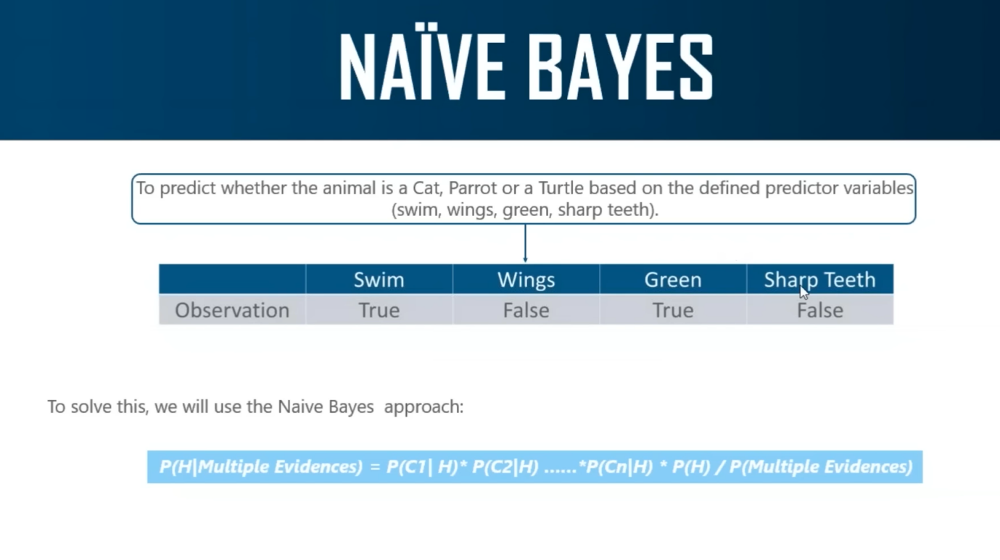 NAÏVE BAYES
To predict whether the animal is a Cat, Parrot or a Turtle based on the defined predictor variables
(swim, wings, green, sharp teeth).
Swim Wings Green Sharp Teeth
Observation True False True False
To solve this, we will use the Naive Bayes approach:
P(H|Multiple Evidences) = P(C1| H)* P(C2|H) ......*P(Cn|H) * P(H) / P(Multiple Evidences)